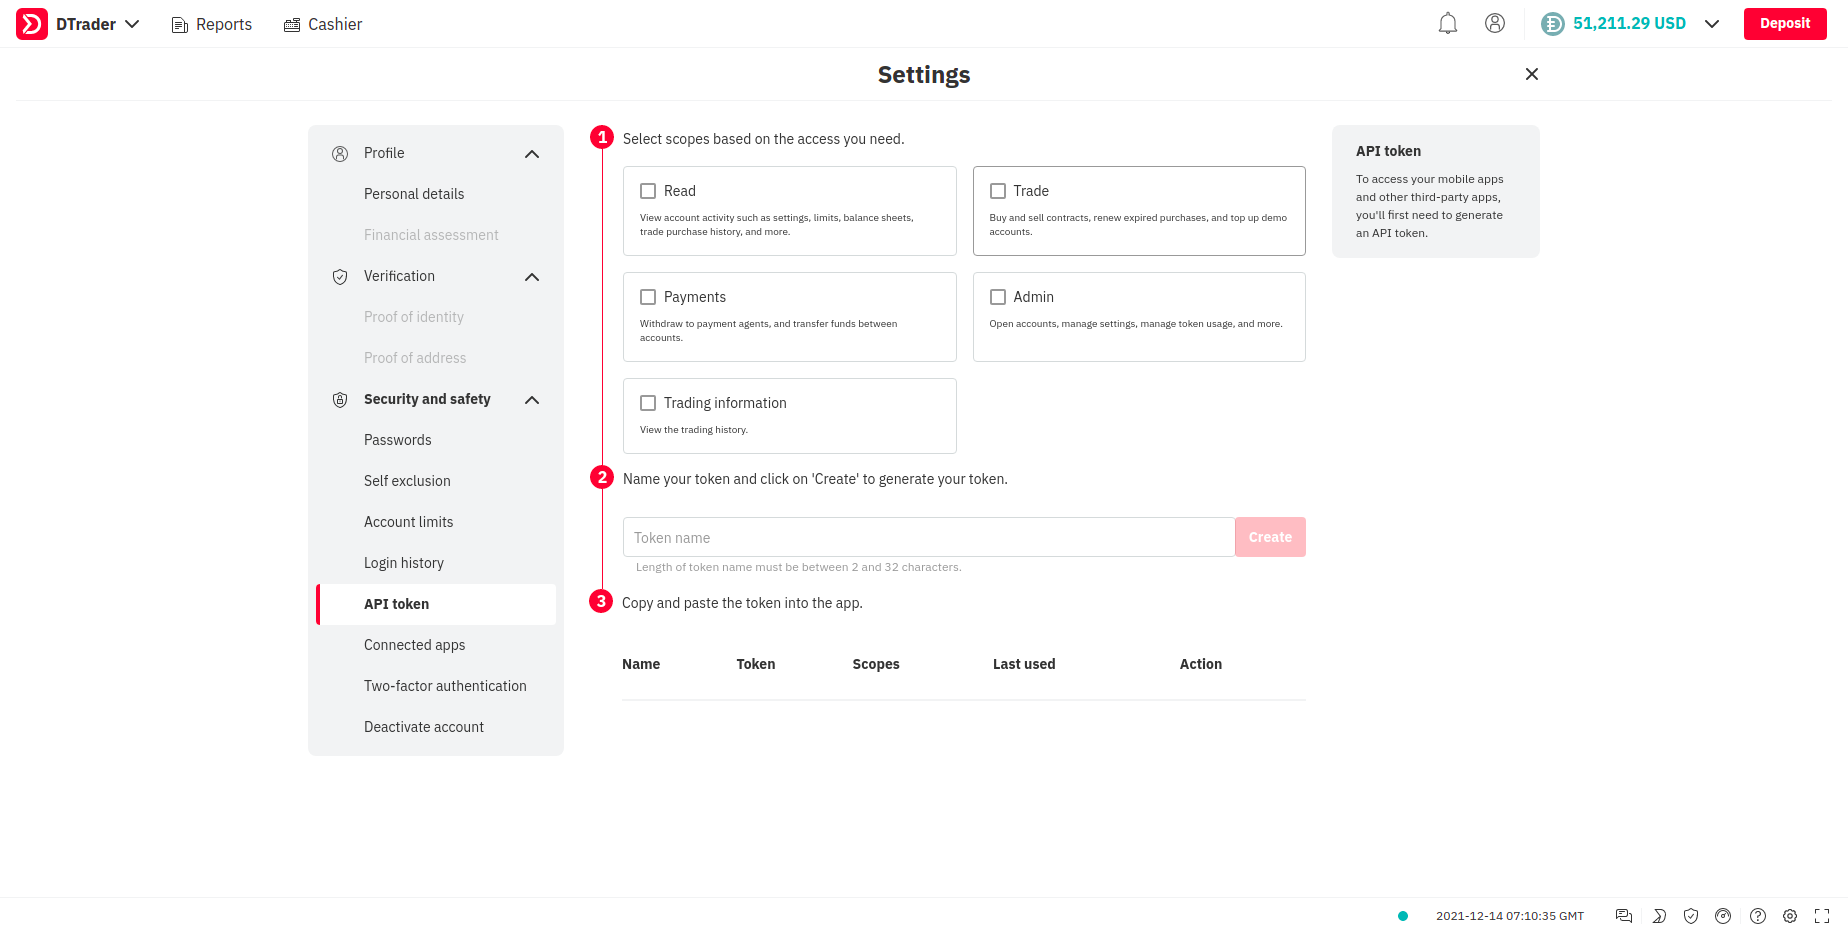 DTrader
Reports
Cashier
51,211.29 USD
Deposit
Settings
Profile
Personal details
Financial assessment
Verification
Proof of identity
Proof of address
Security and safety
Passwords
Self exclusion
Account limits
Login history
API token
Connected apps
Two-factor authentication
Deactivate account
1
Select scopes based on the access you need.
Read
View account activity such as settings, limits, balance sheets,
trade purchase history, and more.
Trade
Buy and sell contracts, renew expired purchases, and top up demo
accounts.
Payments
Withdraw to payment agents, and transfer funds between
accounts.
Admin
Open accounts, manage settings, manage token usage, and more.
Trading information
View the trading history.
2
Name your token and click on 'Create' to generate your token.
Token name
Create
Length of token name must be between 2 and 32 characters.
3
Copy and paste the token into the app.
Name Token Scopes Last used Action
API token
To access your mobile apps
and other third-party apps,
you'll first need to generate
an API token.
2021-12-14 07:10:35 GMT